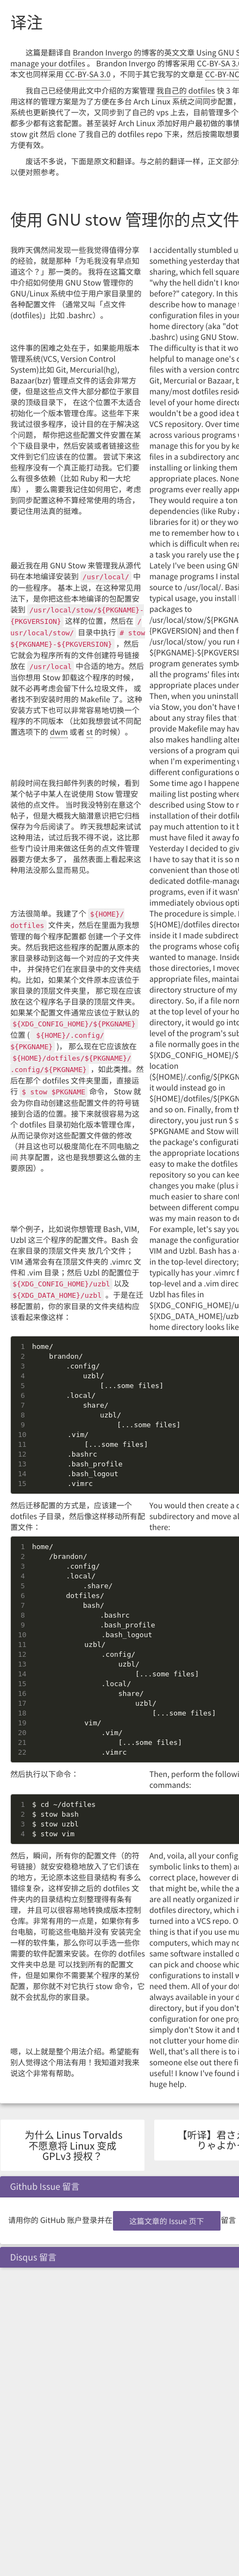 译注
这篇是翻译自 Brandon Invergo 的博客的英文文章 Using GNU S
manage your dotfiles 。 Brandon Invergo 的博客采用 CC-BY-SA 3.0
本文也同样采用 CC-BY-SA 3.0 ，不同于其它我写的文章是 CC-BY-NC
我自己已经使用此文中介绍的方案管理 我自己的 dotfiles 快 3 年
用这样的管理方案是为了方便在多台 Arch Linux 系统之间同步配置，
系统也更新换代了一次，又同步到了自己的 vps 上去，目前管理多个
都多少都有这套配置。甚至装好 Arch Linux 添加好用户最初做的事情
stow git 然后 clone 了我自己的 dotfiles repo 下来，然后按需取想要
方便有效。
废话不多说，下面是原文和翻译。与之前的翻译一样，正文部分
以便对照参考。
使用 GNU stow 管理你的点文件
我昨天偶然间发现一些我觉得值得分享
的经验，就是那种「为毛我没有早点知
道这个？」那一类的。 我将在这篇文章
中介绍如何使用 GNU Stow 管理你的
GNU/Linux 系统中位于用户家目录里的
各种配置文件 （通常又叫「点文件
(dotfiles)」比如 .bashrc）。
这件事的困难之处在于，如果能用版本
管理系统(VCS, Version Control
System)比如 Git, Mercurial(hg),
Bazaar(bzr) 管理点文件的话会非常方
便，但是这些点文件大部分都位于家目
录的顶级目录下， 在这个位置不太适合
初始化一个版本管理仓库。这些年下来
我试过很多程序，设计目的在于解决这
个问题， 帮你把这些配置文件安置在某
个下级目录中，然后安装或者链接这些
文件到它们应该在的位置。 尝试下来这
些程序没有一个真正能打动我。它们要
么有很多依赖（比如 Ruby 和一大坨
库）， 要么需要我记住如何用它，考虑
到同步配置这种不算经常使用的场合，
要记住用法真的挺难。
最近我在用 GNU Stow 来管理我从源代
码在本地编译安装到 /usr/local/ 中
的一些程序。 基本上说，在这种常见用
法下，是你把这些本地编译的包配置安
装到 /usr/local/stow/${PKGNAME}-
{PKGVERSION} 这样的位置，然后在 /
usr/local/stow/ 目录中执行 # stow
${PKGNAME}-${PKGVERSION} ，然后
它就会为程序所有的文件创建符号链接
放在 /usr/local 中合适的地方。然后
当你想用 Stow 卸载这个程序的时候，
就不必再考虑会留下什么垃圾文件， 或
者找不到安装时用的 Makefile 了。这种
安装方式下也可以非常容易地切换一个
程序的不同版本 （比如我想尝试不同配
置选项下的 dwm 或者 st 的时候）。
前段时间在我扫邮件列表的时候，看到
某个帖子中某人在说使用 Stow 管理安
装他的点文件。 当时我没特别在意这个
帖子，但是大概我大脑潜意识把它归档
保存为今后阅读了。 昨天我想起来试试
这种用法，试过后我不得不说，这比那
些专门设计用来做这任务的点文件管理
器要方便太多了， 虽然表面上看起来这
种用法没那么显而易见。
方法很简单。我建了个 ${HOME}/
dotfiles 文件夹，然后在里面为我想
管理的每个程序配置都 创建一个子文件
夹。然后我把这些程序的配置从原本的
家目录移动到这每一个对应的子文件夹
中， 并保持它们在家目录中的文件夹结
构。比如，如果某个文件原本应该位于
家目录的顶级文件夹里， 那它现在应该
放在这个程序名子目录的顶级文件夹。
如果某个配置文件通常应该位于默认的
${XDG_CONFIG_HOME}/${PKGNAME}
位置 ( ${HOME}/.config/
${PKGNAME} )， 那么现在它应该放在
${HOME}/dotfiles/${PKGNAME}/
.config/${PKGNAME} ，如此类推。然
后在那个 dotfiles 文件夹里面，直接运
行 $ stow $PKGNAME 命令， Stow 就
会为你自动创建这些配置文件的符号链
接到合适的位置。接下来就很容易为这
个 dotfiles 目录初始化版本管理仓库，
从而记录你对这些配置文件做的修改
（并且这也可以极度简化在不同电脑之
间 共享配置，这也是我想要这么做的主
要原因）。
举个例子，比如说你想管理 Bash, VIM,
Uzbl 这三个程序的配置文件。Bash 会
在家目录的顶层文件夹 放几个文件；
VIM 通常会有在顶层文件夹的 .vimrc 文
件和 .vim 目录；然后 Uzbl 的配置位于
${XDG_CONFIG_HOME}/uzbl 以及
${XDG_DATA_HOME}/uzbl 。于是在迁
移配置前，你的家目录的文件夹结构应
该看起来像这样：
I accidentally stumbled u
something yesterday that
sharing, which fell square
"why the hell didn't I know
before?" category. In this
describe how to manage
configuration files in your
home directory (aka "dot
.bashrc) using GNU Stow.
The difficulty is that it wo
helpful to manage one's c
files with a version contro
Git, Mercurial or Bazaar, b
many/most dotfiles resid
level of your home directo
wouldn't be a good idea t
VCS repository. Over time
across various programs
manage this for you by ke
files in a subdirectory and
installing or linking them
appropriate places. None
programs ever really appe
They would require a ton
dependencies (like Ruby a
libraries for it) or they wo
me to remember how to u
which is difficult when rea
a task you rarely use the p
Lately I've been using GN
manage programs I instal
source to /usr/local/. Basi
typical usage, you install
packages to
/usr/local/stow/${PKGNA
{PKGVERSION} and then f
/usr/local/stow/ you run #
${PKGNAME}-${PKGVERSI
program generates symb
all the programs' files into
appropriate places under
Then, when you uninstall
via Stow, you don't have t
about any stray files that
provide Makefile may hav
also makes handling alter
versions of a program qui
when I'm experimenting w
different configurations o
Some time ago I happene
mailing list posting where
described using Stow to m
installation of their dotfile
pay much attention to it l
must have filed it away fo
Yesterday I decided to giv
I have to say that it is so
convenient than those oth
dedicated dotfile-manage
programs, even if it wasn'
immediately obvious opti
The procedure is simple.
${HOME}/dotfiles director
inside it I made subdirecto
the programs whose conf
manage. Inside each of
those directories, I moved
appropriate files, maintai
directory structure of my
directory. So, if a file norm
at the top level of your ho
directory, it would go into
level of the program's sub
a file normally goes in the
${XDG_CONFIG_HOME}/${P
location
(${HOME}/.config/${PKGN
it would instead go in
${HOME}/dotfiles/${PKGN
and so on. Finally, from th
directory, you just run $ s
$PKGNAME and Stow will
the package's configurati
the appropriate locations
easy to make the dotfiles
repository so you can kee
changes you make (plus i
much easier to share conf
between different compu
was my main reason to do
For example, let's say you
manage the configuration
VIM and Uzbl. Bash has a
in the top-level directory;
typically has your .vimrc f
top-level and a .vim direct
Uzbl has files in
${XDG_CONFIG_HOME}/u
${XDG_DATA_HOME}/uzb
home directory looks like
1 home/
2 brandon/
3 .config/
4 uzbl/
5 [...some files]
6 .local/
7 share/
8 uzbl/
9 [...some files]
10 .vim/
11 [...some files]
12 .bashrc
13 .bash_profile
14 .bash_logout
15 .vimrc
然后迁移配置的方式是，应该建一个
dotfiles 子目录，然后像这样移动所有配
置文件：
You would then create a d
subdirectory and move al
there:
1 home/
2 /brandon/
3 .config/
4 .local/
5 .share/
6 dotfiles/
7 bash/
8 .bashrc
9 .bash_profile
10 .bash_logout
11 uzbl/
12 .config/
13 uzbl/
14 [...some files]
15 .local/
16 share/
17 uzbl/
18 [...some files]
19 vim/
20 .vim/
21 [...some files]
22 .vimrc
然后执行以下命令：
Then, perform the followi
commands:
1 $ cd ~/dotfiles
2 $ stow bash
3 $ stow uzbl
4 $ stow vim
然后，瞬间，所有你的配置文件（的符
号链接）就安安稳稳地放入了它们该在
的地方，无论原本这些目录结构 有多么
错综复杂，这样安排之后的 dotfiles 文
件夹内的目录结构立刻整理得有条有
理， 并且可以很容易地转换成版本控制
仓库。非常有用的一点是，如果你有多
台电脑，可能这些电脑并没有 安装完全
一样的软件集，那么你可以手选一些你
需要的软件配置来安装。在你的 dotfiles
文件夹中总是 可以找到所有的配置文
件，但是如果你不需要某个程序的某份
配置，那你就不对它执行 stow 命令，它
就不会扰乱你的家目录。
嗯，以上就是整个用法介绍。希望能有
别人觉得这个用法有用！我知道对我来
说这个非常有帮助。
And, voila, all your config
symbolic links to them) ar
correct place, however di
that might be, while the a
are all neatly organized in
dotfiles directory, which i
turned into a VCS repo. O
thing is that if you use mu
computers, which may no
same software installed o
can pick and choose whic
configurations to install w
need them. All of your dot
always available in your d
directory, but if you don't
configuration for one pro
simply don't Stow it and t
not clutter your home dir
Well, that's all there is to
someone else out there fi
useful! I know I've found i
huge help.
为什么 Linus Torvalds
不愿意将 Linux 变成
GPLv3 授权？
【听译】君さえ
りゃよかっ
Github Issue 留言
请用你的 GitHub 账户登录并在 这篇文章的 Issue 页下 留言
Disqus 留言